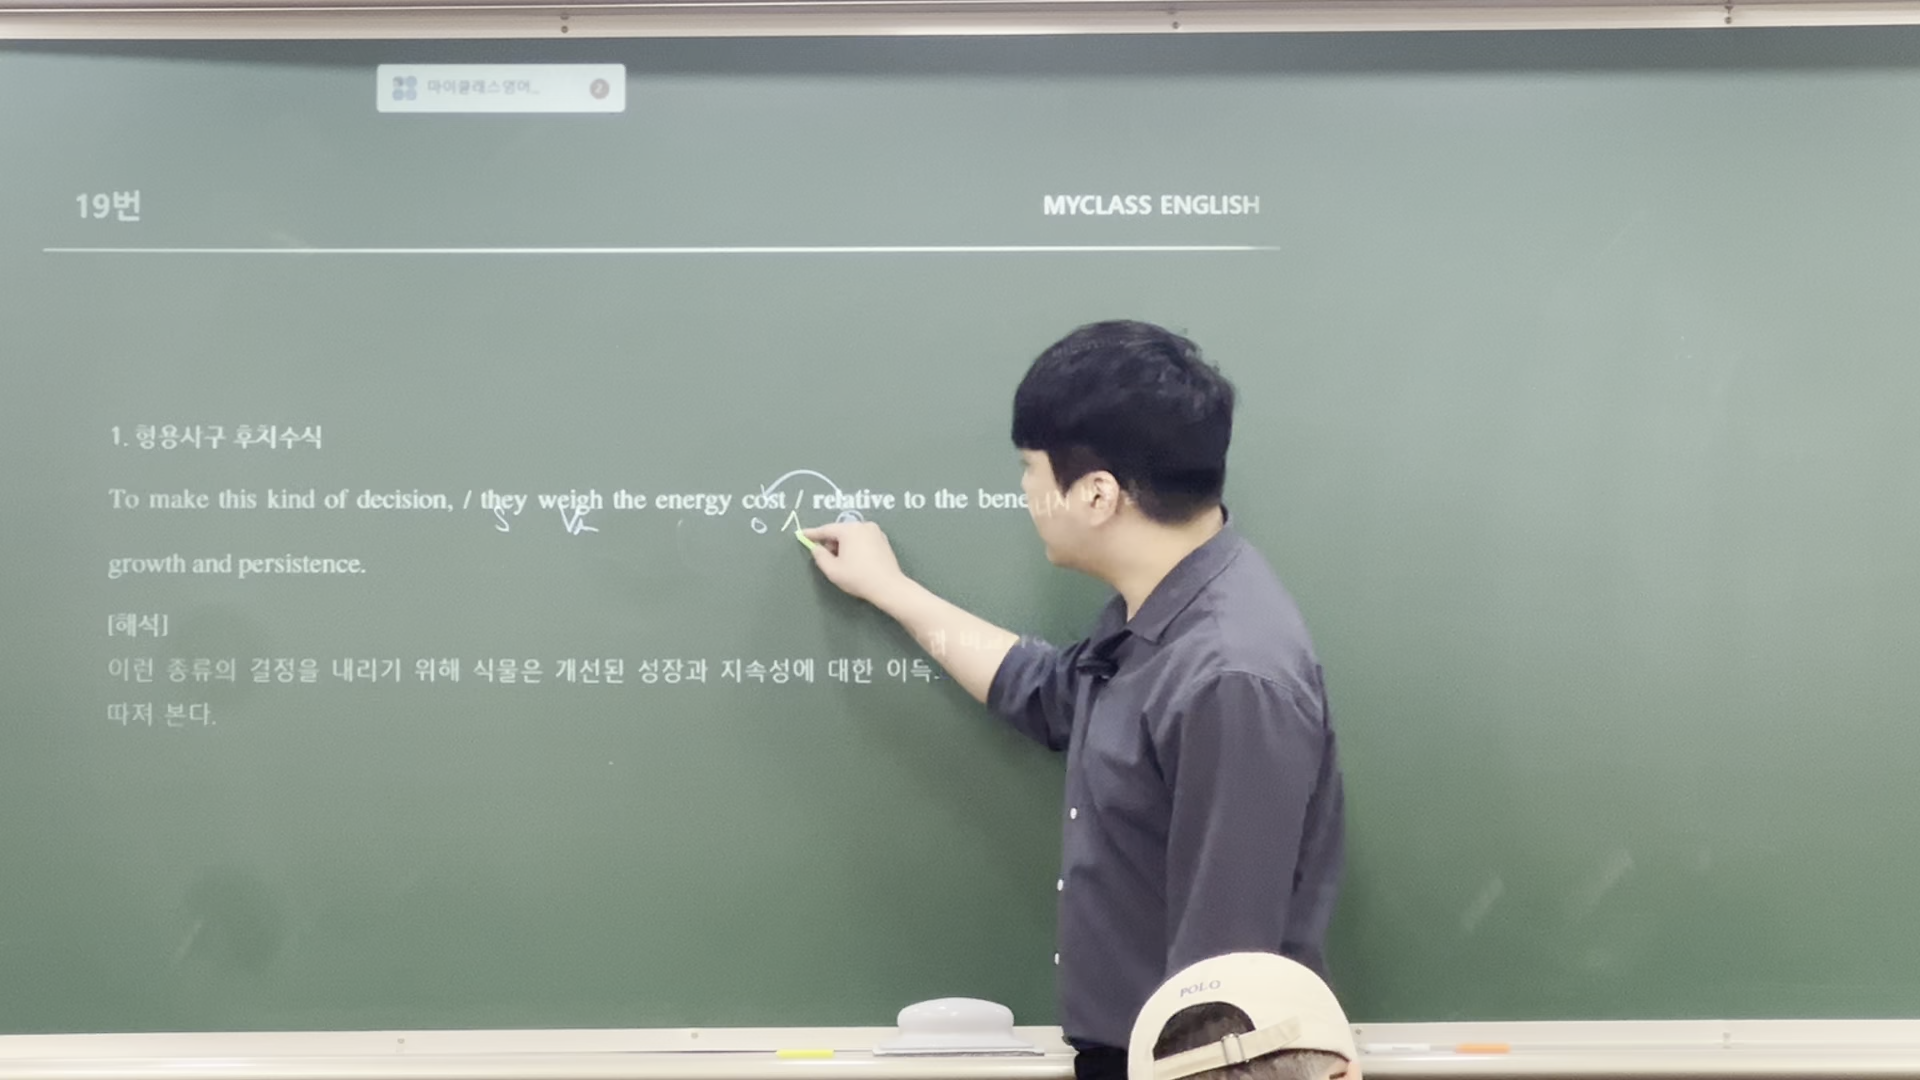 마이클래스영어...
19번
MYCLASS ENGLISH
1. 형용사구 후치수식
To make this kind of decision, / they weigh the energy cost / relative to the bene
S V O
growth and persistence.
[해석]
이런 종류의 결정을 내리기 위해 식물은 개선된 성장과 지속성에 대한 이득
따져 본다.
POLO